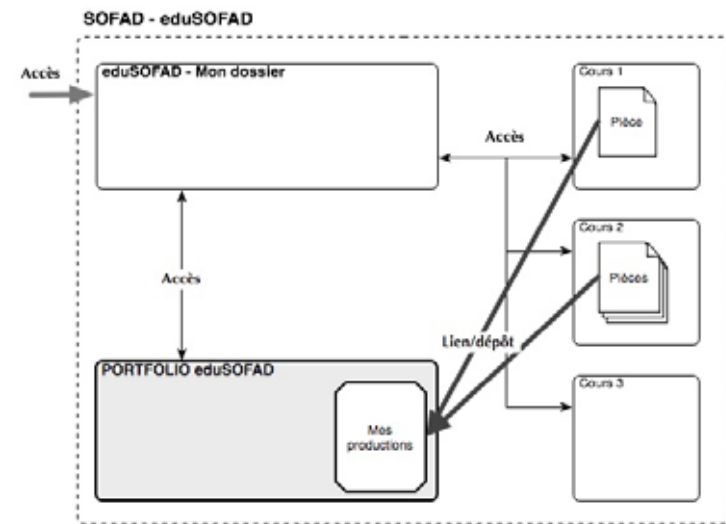 SOFAD - eduSOFAD
Accès
eduSOFAD - Mon dossier
Cours 1
Pièce
Accès
Cours 2
Pièces
Accès
Lien/dépôt
PORTFOLIO eduSOFAD
Cours 3
Mes
productions